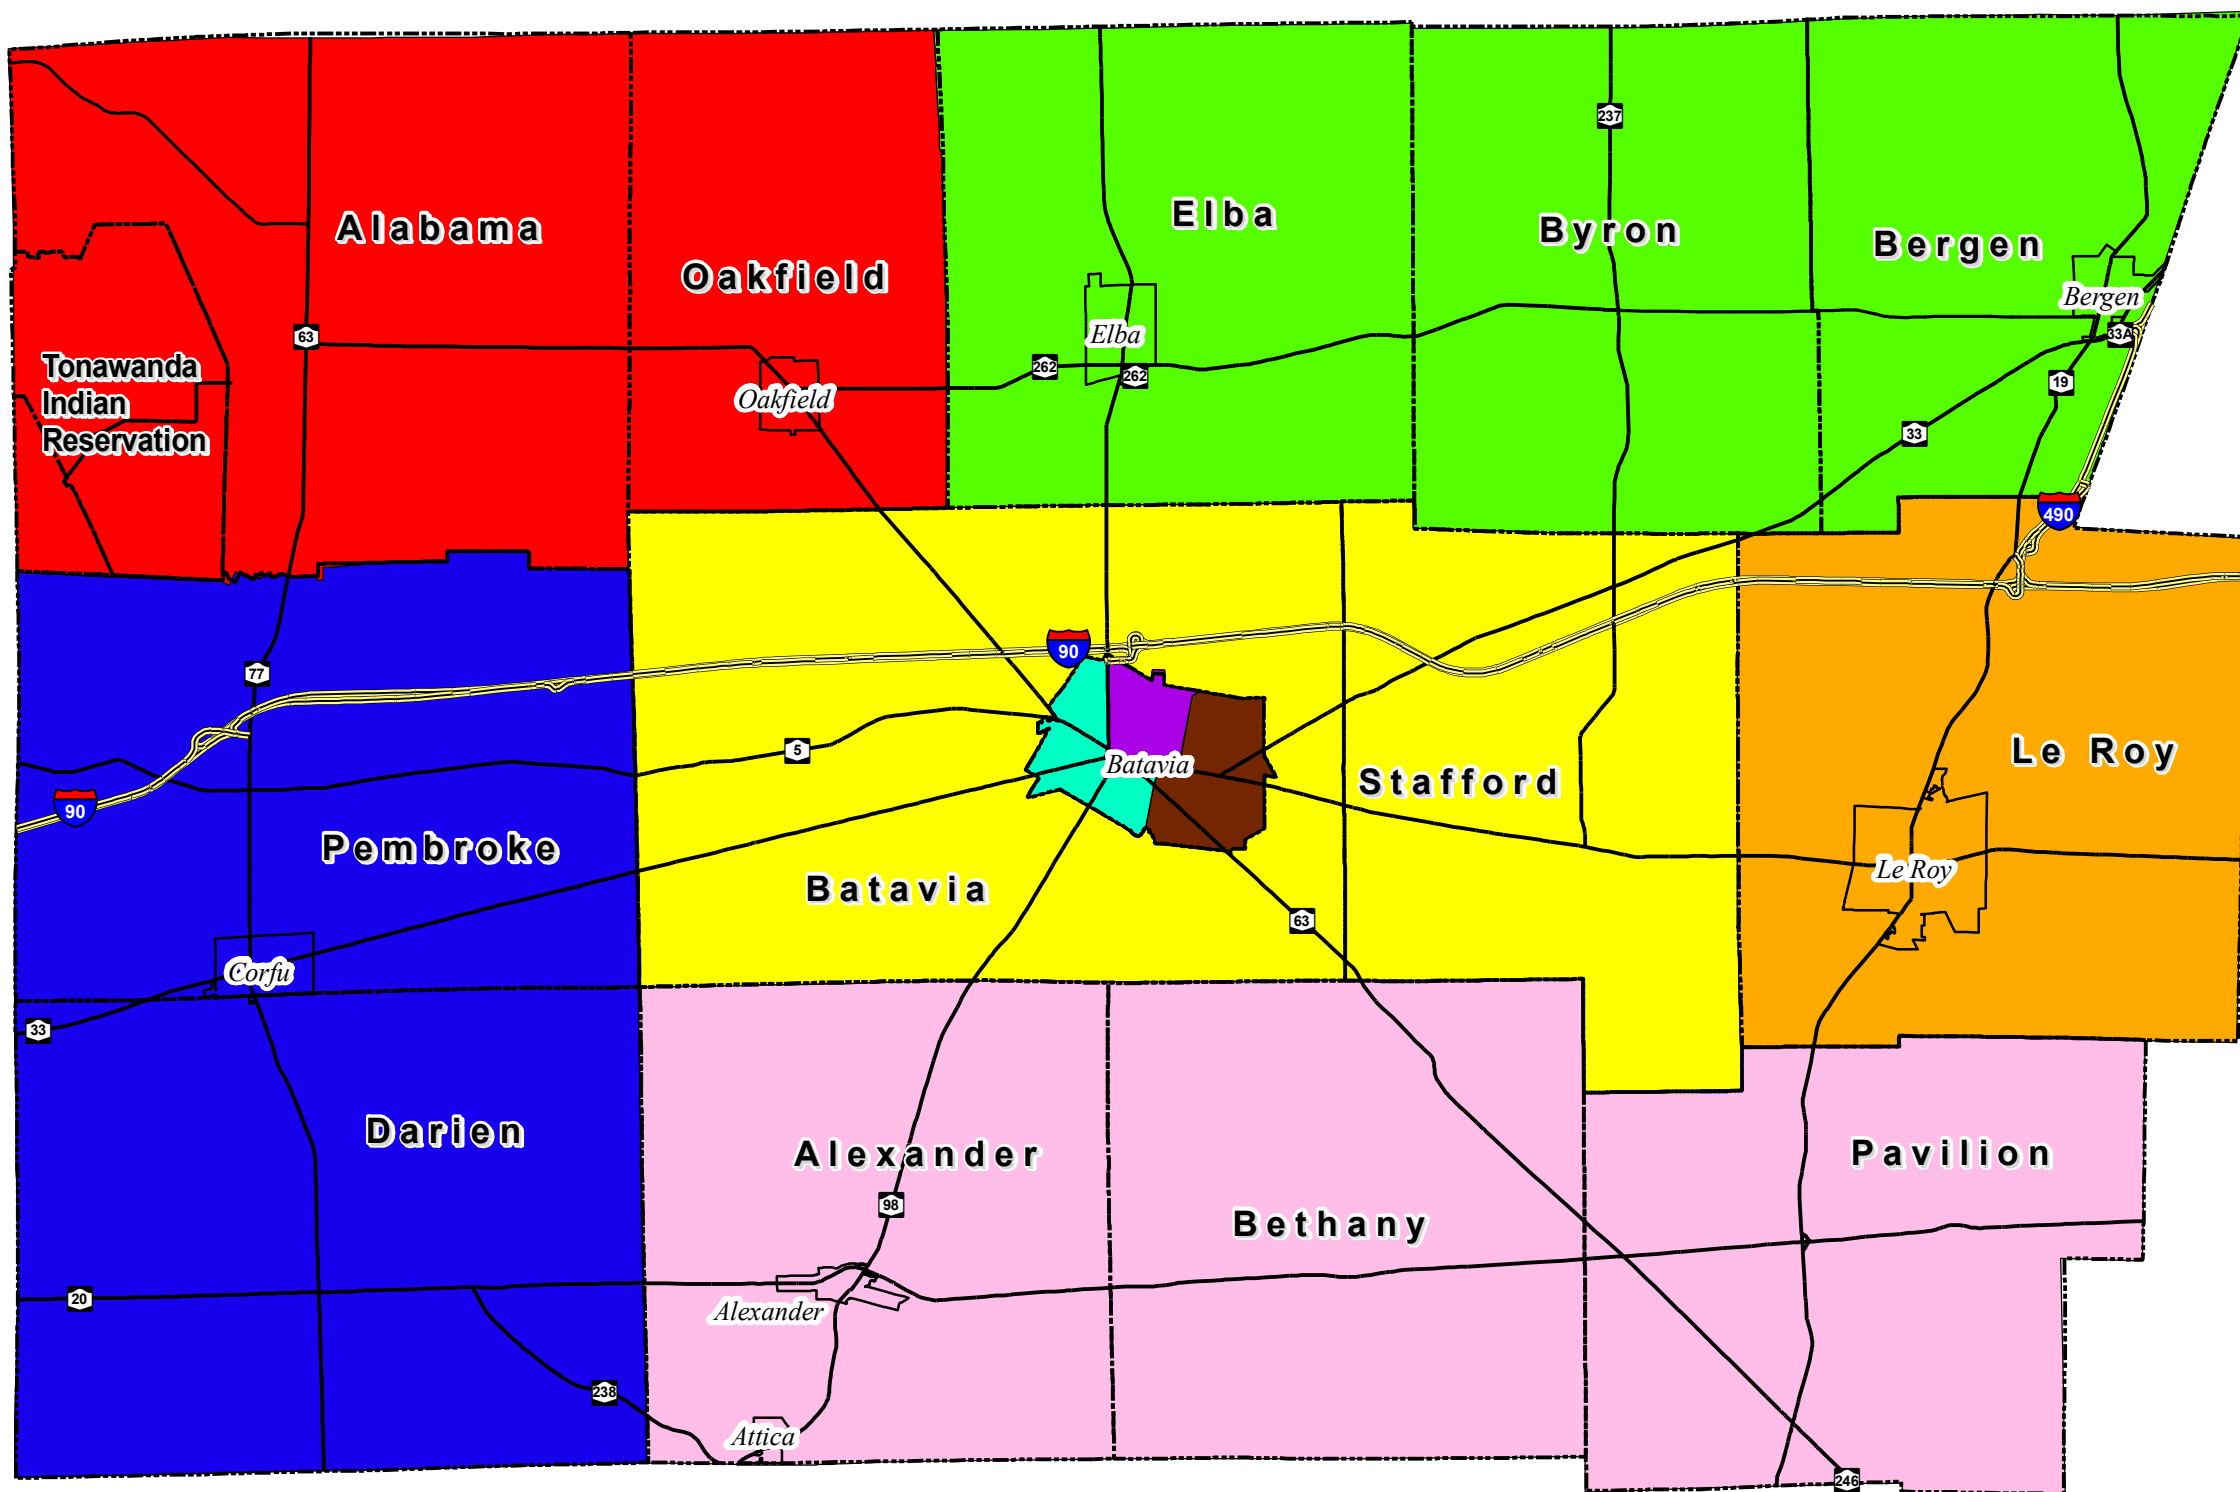 237
Elba
Alabama
Byron
Bergen
Oakfield
Bergen
63
Elba
33A
Tonawanda
Indian
Reservation
262
262
19
Oakfield
33
490
90
77
5
Le Roy
Batavia
Stafford
90
Pembroke
Le Roy
Batavia
63
Corfu
33
Darien
Alexander
Pavilion
98
Bethany
20
Alexander
238
Attica
246